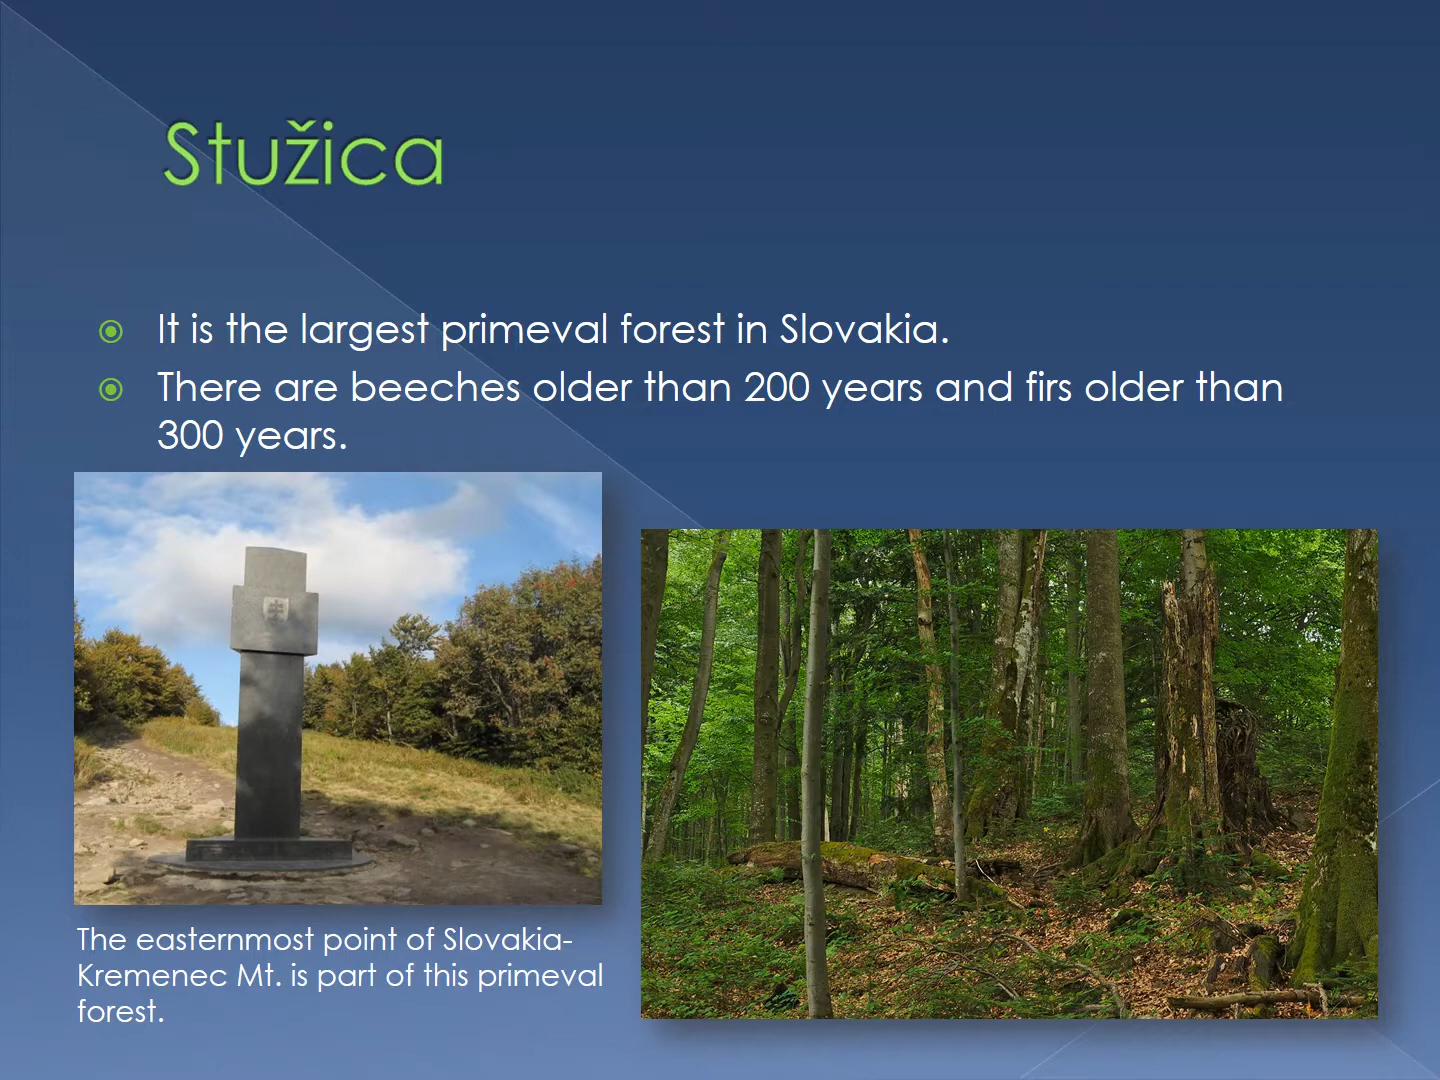 Stužica
It is the largest primeval forest in Slovakia.
There are beeches older than 200 years and firs older than
300 years.
The easternmost point of Slovakia-
Kremenec Mt. is part of this primeval
forest.